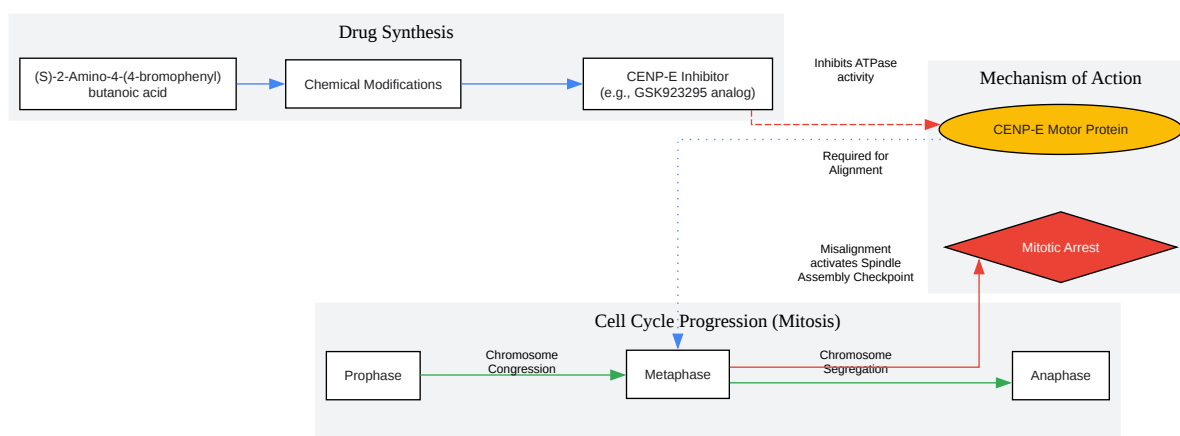 Drug Synthesis
(S)-2-Amino-4-(4-bromophenyl)
butanoic acid
Chemical Modifications
CENP-E Inhibitor
(e.g., GSK923295 analog)
Inhibits ATPase
activity
Mechanism of Action
CENP-E Motor Protein
Required for
Alignment
Mitotic Arrest
Misalignment
activates Spindle
Assembly Checkpoint
Cell Cycle Progression (Mitosis)
Prophase
Chromosome
Congression
Metaphase
Chromosome
Segregation
Anaphase